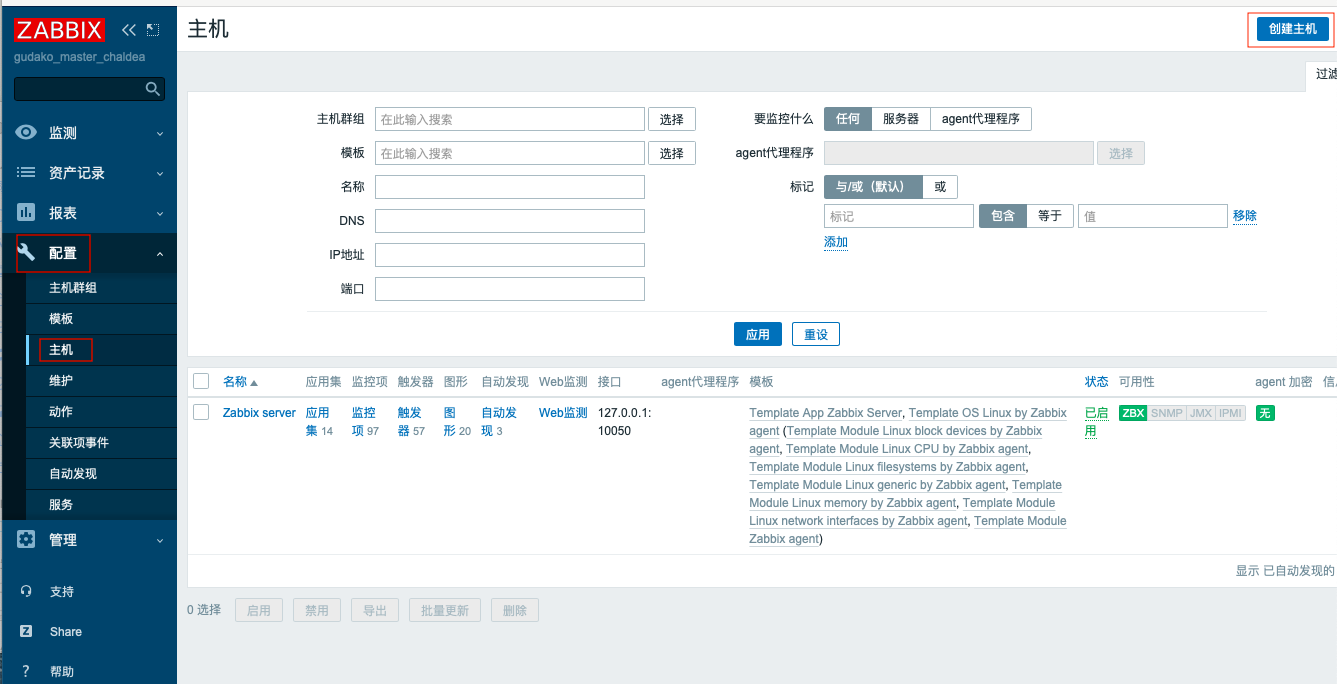 ZABBIX
gudako_master_chaldea
监测
资产记录
报表
配置
主机群组
模板
主机
维护
动作
关联项事件
自动发现
服务
管理
支持
Z Share
? 帮助
主机
创建主机
过滤
主机群组 在此输入搜索 选择
模板 在此输入搜索 选择
名称
DNS
IP地址
端口
要监控什么 任何 服务器 agent代理程序
agent代理程序 选择
标记 与/或（默认） 或
标记 包含 等于 值 移除
添加
应用 重设
名称 应用集 监控项 触发器 图形 自动发现 Web监测 接口 agent代理程序 模板 状态 可用性 agent 加密
Zabbix server 应用 监控 触发 图 自动发 Web监测 127.0.0.1: Template App Zabbix Server, Template OS Linux by Zabbix 已启 ZBX SNMP JMX IPMI 无
集 14 项 97 器 57 形 20 现 3 10050 agent (Template Module Linux block devices by Zabbix 用
agent, Template Module Linux CPU by Zabbix agent,
Template Module Linux filesystems by Zabbix agent,
Template Module Linux generic by Zabbix agent, Template
Module Linux memory by Zabbix agent, Template Module
Linux network interfaces by Zabbix agent, Template Module
Zabbix agent)
显示 已自动发现的
0 选择 启用 禁用 导出 批量更新 删除